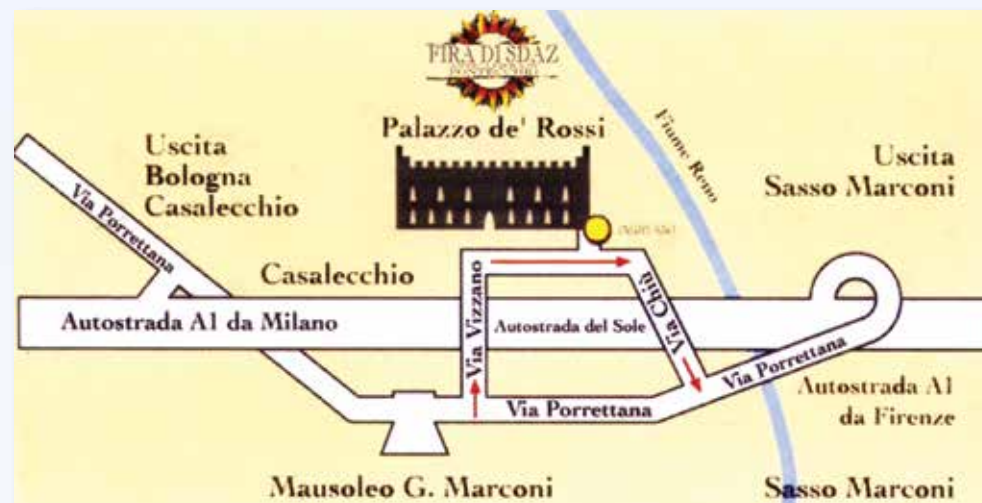 FIRA DI SDAZ
PONTECCHIO
Palazzo de' Rossi
Fiume Reno
Uscita
Bologna
Casalecchio
Uscita
Sasso Marconi
Via Porrettana
Casalecchio
Via Vizzano
Via Chiù
Autostrada A1 da Milano
Autostrada del Sole
Via Porrettana
Via Porrettana
Autostrada A1
da Firenze
Mausoleo G. Marconi
Sasso Marconi